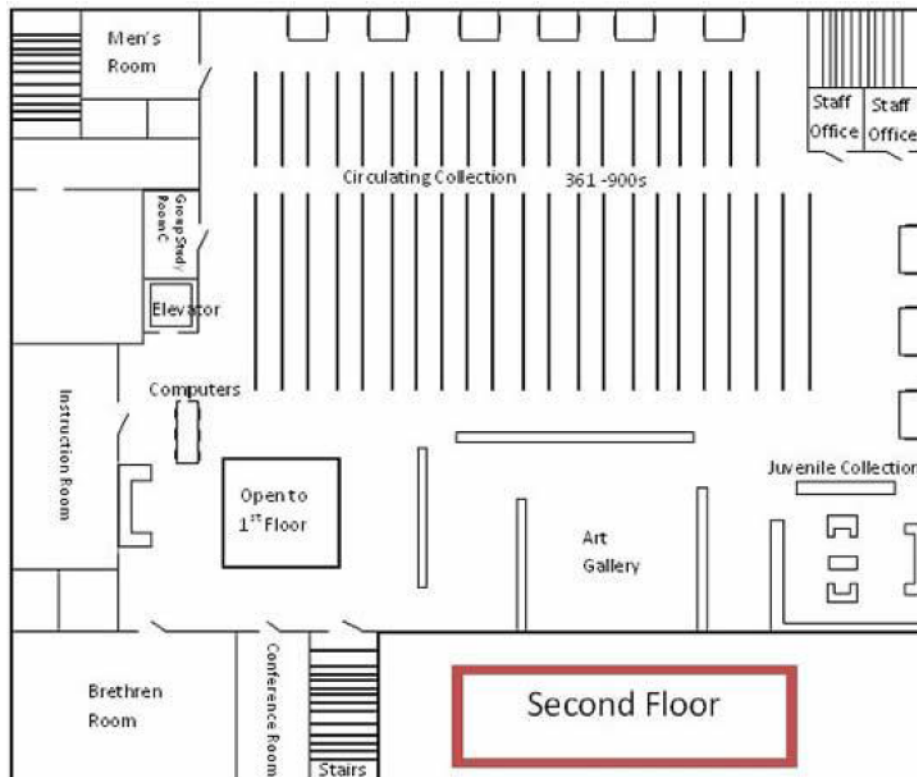 Men's
Room
Staff
Office
Staff
Office
Circulating Collection 361 -900s
Group Study
Room C
Elevator
Computers
Instruction Room
Juvenile Collection
Open to
1st Floor
Art
Gallery
Brethren
Room
Conference Room
Second Floor
Stairs